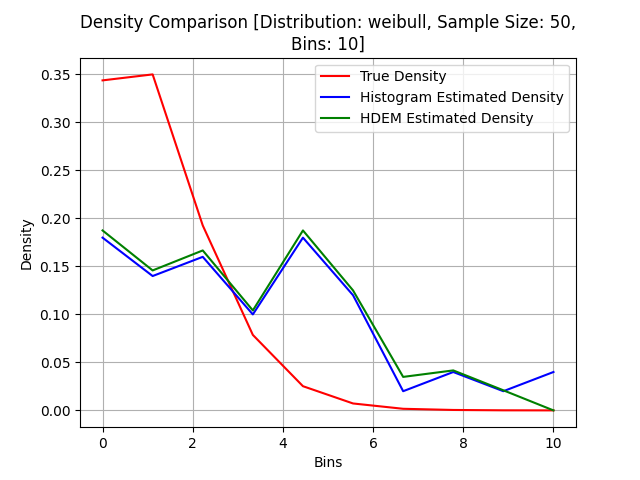 Density Comparison [Distribution: weibull, Sample Size: 50,
Bins: 10]
True Density
Histogram Estimated Density
HDEM Estimated Density
Density
0.35
0.30
0.25
0.20
0.15
0.10
0.05
0.00
0 2 4 6 8 10
Bins